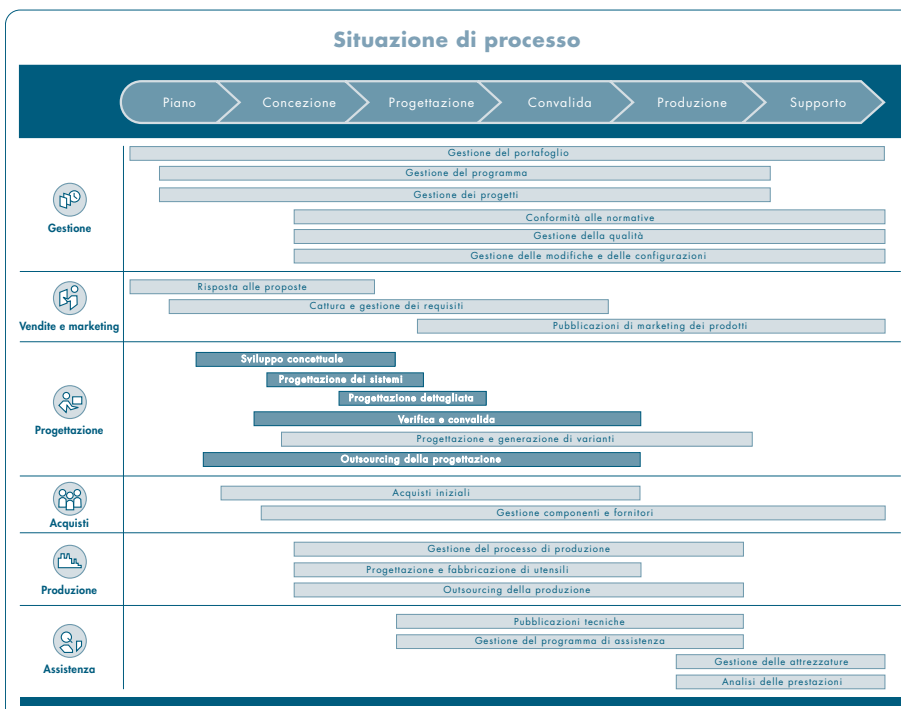 Situazione di processo
Piano
Concezione
Progettazione
Convalida
Produzione
Supporto
Gestione del portafoglio
Gestione del programma
Gestione dei progetti
Conformità alle normative
Gestione della qualità
Gestione delle modifiche e delle configurazioni
Gestione
Risposta alle proposte
Cattura e gestione dei requisiti
Pubblicazioni di marketing dei prodotti
Vendite e marketing
Sviluppo concettuale
Progettazione dei sistemi
Progettazione dettagliata
Verifica e convalida
Progettazione e generazione di varianti
Outsourcing della progettazione
Progettazione
Acquisti iniziali
Gestione componenti e fornitori
Acquisti
Gestione del processo di produzione
Progettazione e fabbricazione di utensili
Outsourcing della produzione
Produzione
Pubblicazioni tecniche
Gestione del programma di assistenza
Gestione delle attrezzature
Analisi delle prestazioni
Assistenza